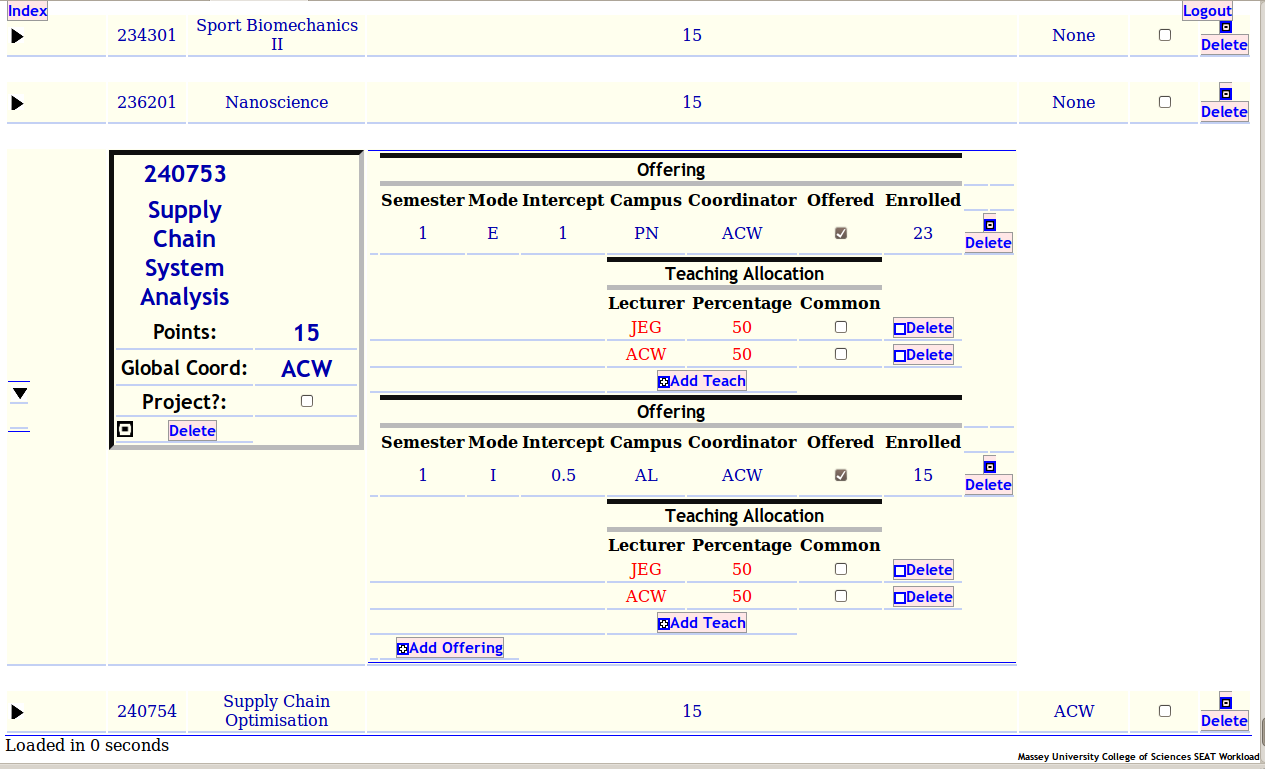 Index Logout
234301 Sport Biomechanics II 15 None Delete
236201 Nanoscience 15 None Delete
240753
Supply
Chain
System
Analysis
Points: 15
Global Coord: ACW
Project?:
Delete
Offering
Semester Mode Intercept Campus Coordinator Offered Enrolled
1 E 1 PN ACW 23 Delete
Teaching Allocation
Lecturer Percentage Common
JEG 50 Delete
ACW 50 Delete
Add Teach
Offering
Semester Mode Intercept Campus Coordinator Offered Enrolled
1 I 0.5 AL ACW 15 Delete
Teaching Allocation
Lecturer Percentage Common
JEG 50 Delete
ACW 50 Delete
Add Teach
Add Offering
240754 Supply Chain Optimisation 15 ACW Delete
Loaded in 0 seconds
Massey University College of Sciences SEAT Workload